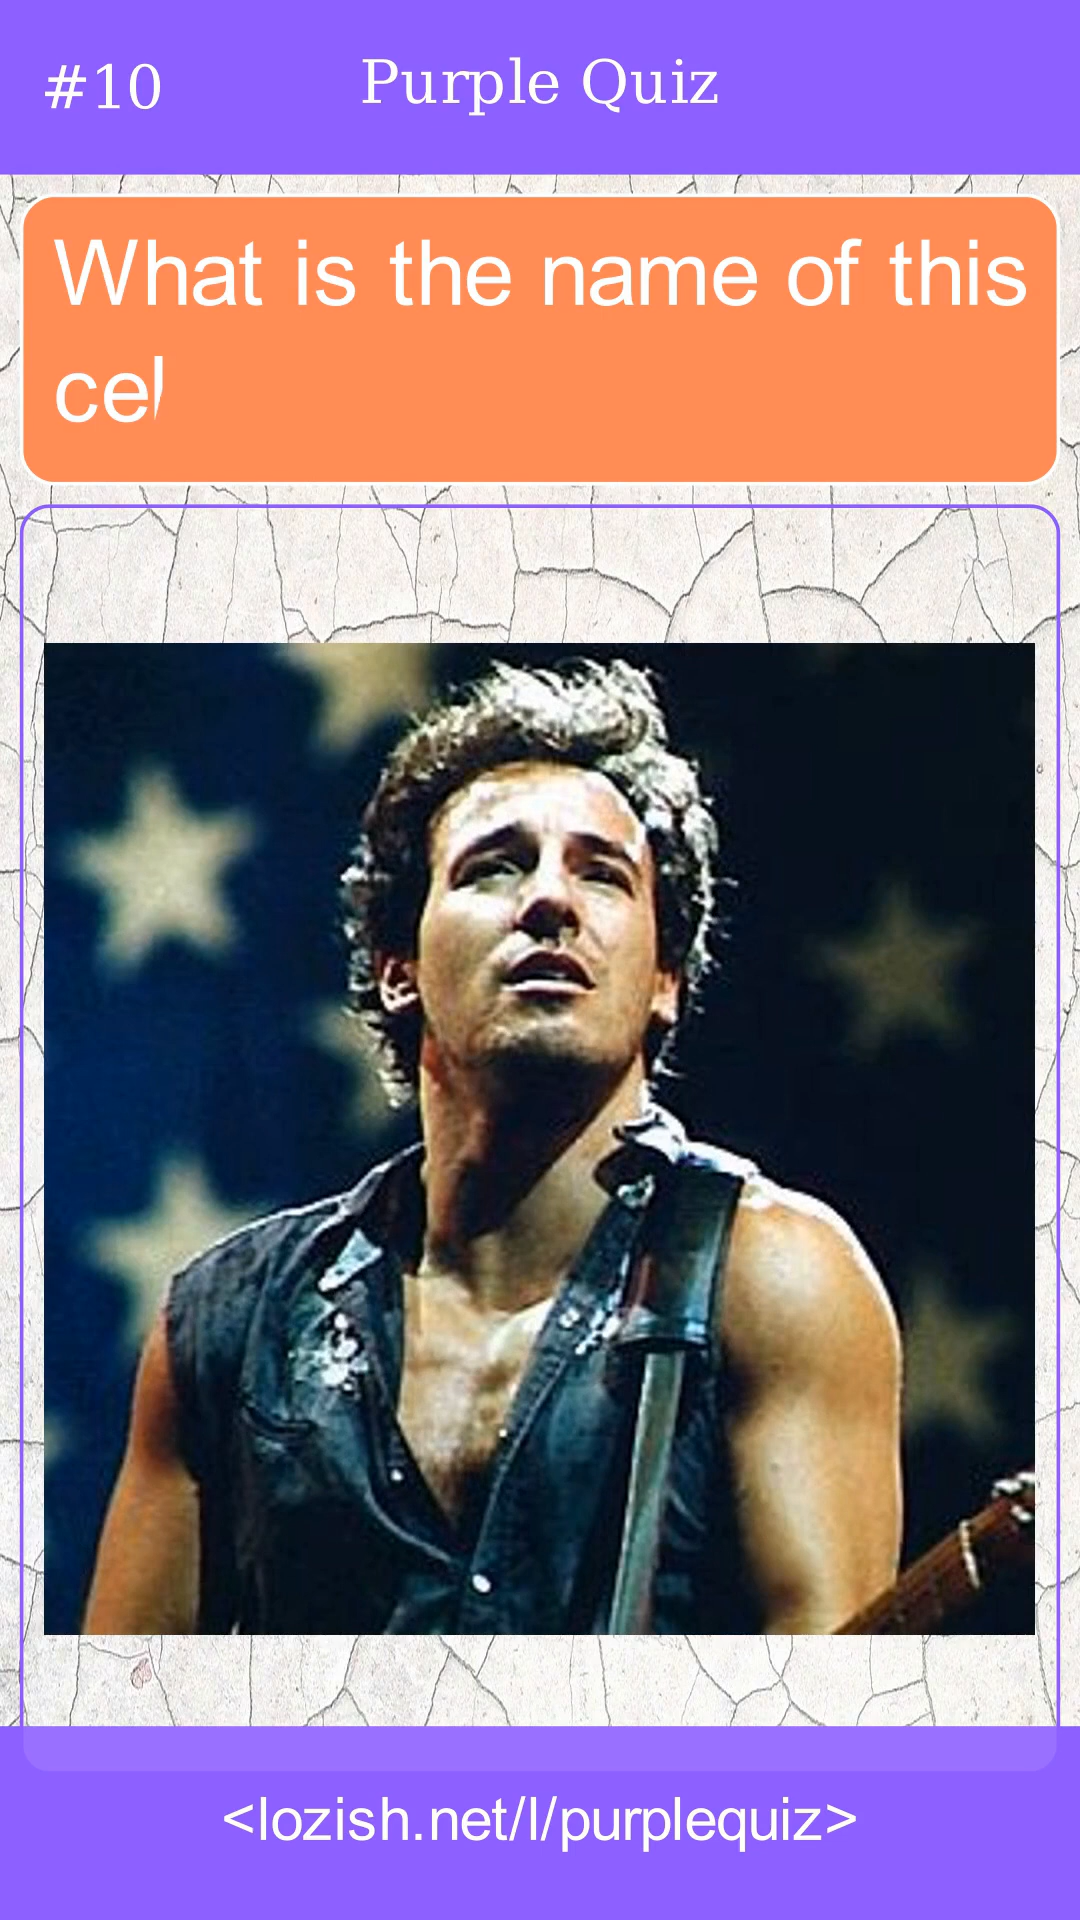 #10
Purple Quiz
What is the name of this
cel
<lozish.net/l/purplequiz>